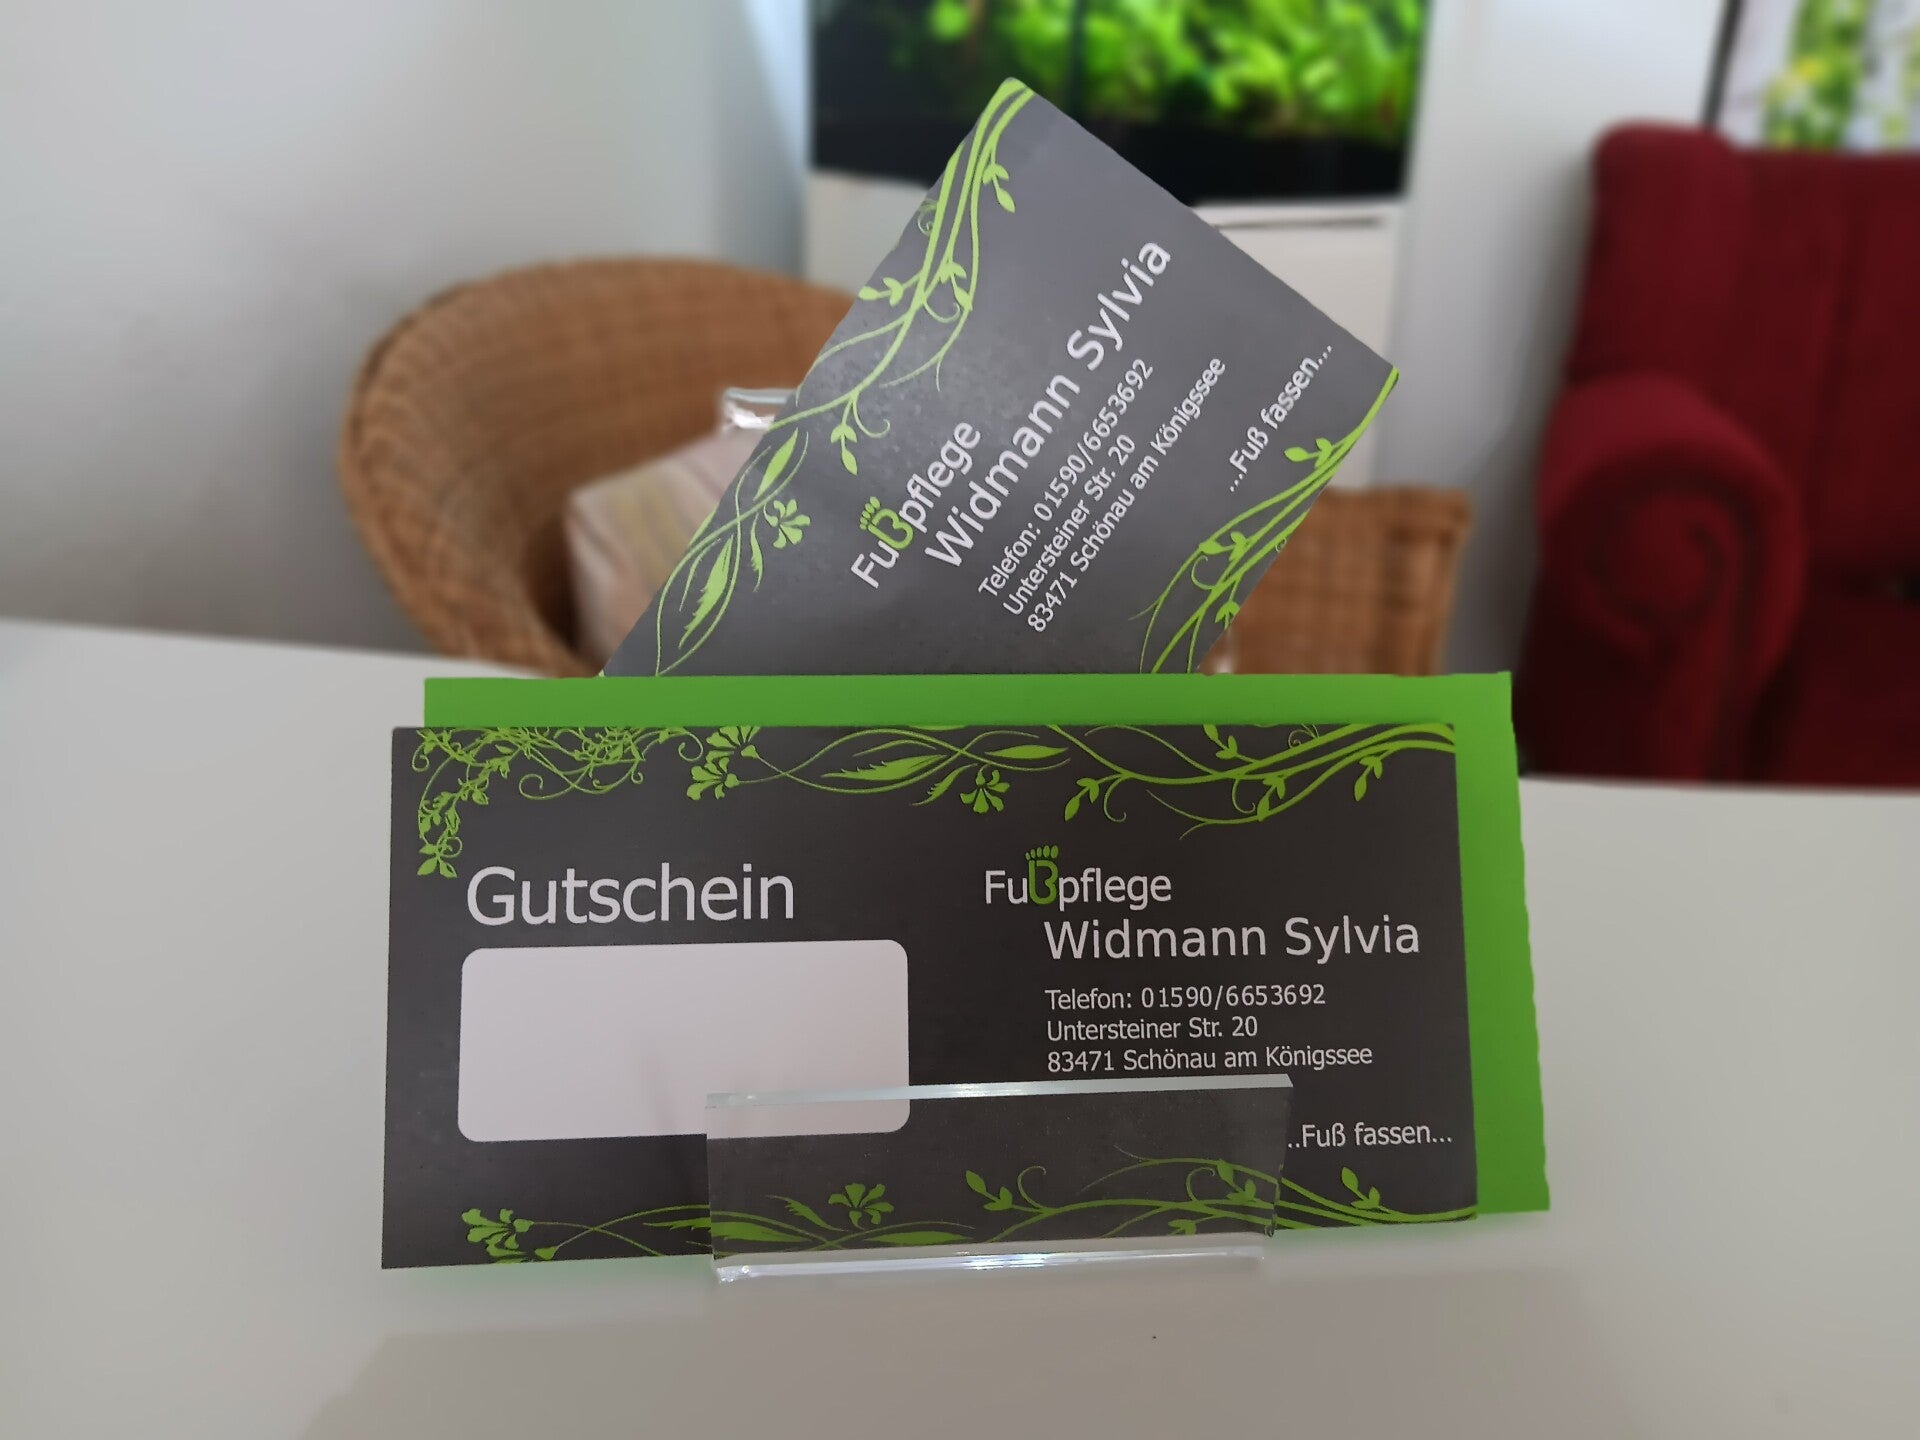 Fußpflege
Widmann Sylvia
Telefon: 01590/6653692
Untersteiner Str. 20
83471 Schönau am Königssee
...Fuß fassen...
Gutschein
Fußpflege
Widmann Sylvia
Telefon: 01590/6653692
Untersteiner Str. 20
83471 Schönau am Königssee
..Fuß fassen...